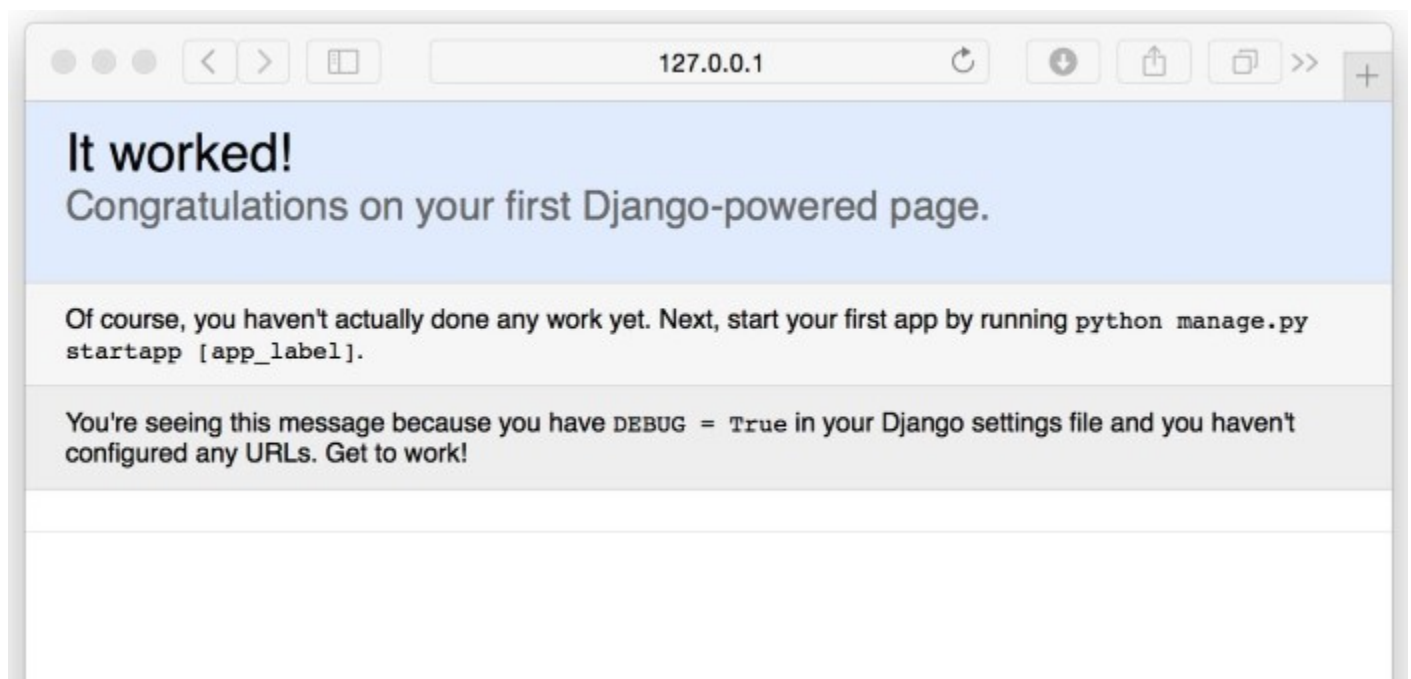 127.0.0.1
It worked!
Congratulations on your first Django-powered page.
Of course, you haven't actually done any work yet. Next, start your first app by running python manage.py
startapp [app_label].
You're seeing this message because you have DEBUG = True in your Django settings file and you haven't
configured any URLs. Get to work!